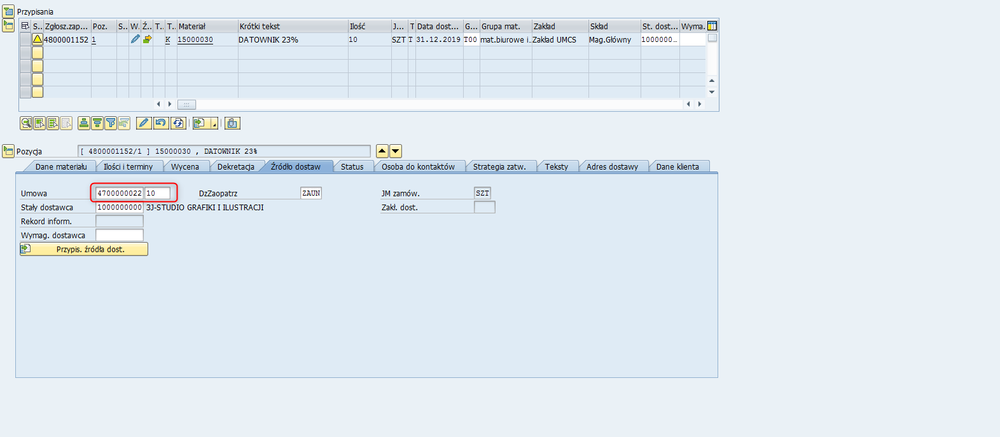 Przypisania
S.. Zgłosz.zap... Poz. S.. W. Ź.. T.. T.. Materiał Krótki tekst Ilość J... T Data dost... G... Grupa mat. Zakład Skład St. dost... Wyma.
4800001152 1 K 15000030 DATOWNIK 23% 10 SZT T 31.12.2019 T00 mat.biurowe i.. Zakład UMCS Mag.Główny 1000000...
Pozycja [ 4800001152/1 ] 15000030 , DATOWNIK 23%
Dane materiału Ilości i terminy Wycena Dekretacja Źródło dostaw Status Osoba do kontaktów Strategia zatw. Teksty Adres dostawy Dane klienta
Umowa 4700000022 10 DzZaopatrz ZAUN JM zamów. SZT
Stały dostawca 1000000000 3J-STUDIO GRAFIKI I ILUSTRACJI Zakł. dost.
Rekord inform.
Wymag. dostawca
Przypis. źródła dost.